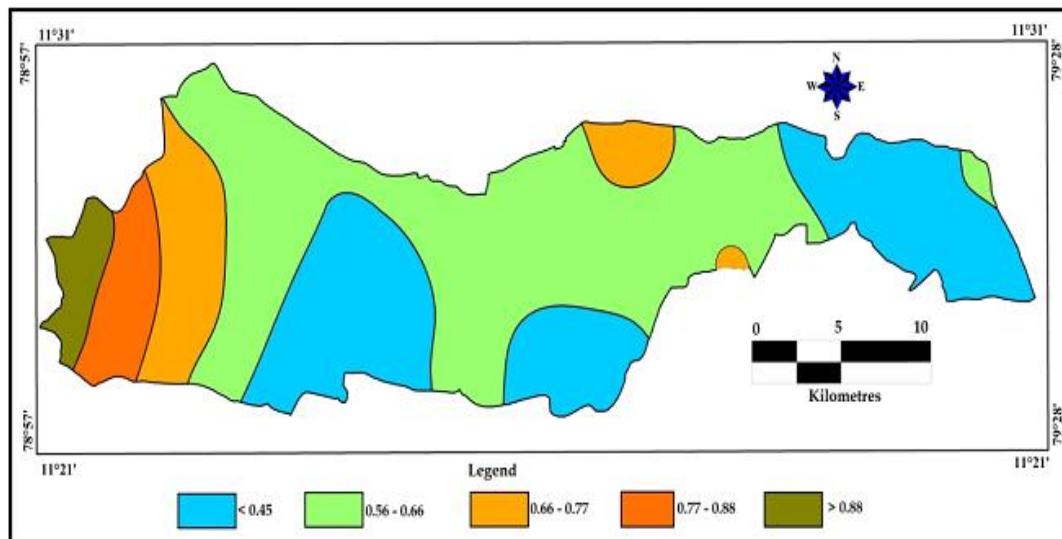 11°31' 11°31'
78°57' 79°28'
N
W E
S
0 5 10
Kilometres
78°57' 79°28'
11°21' 11°21'
Legend
< 0.45 0.56 - 0.66 0.66 - 0.77 0.77 - 0.88 > 0.88